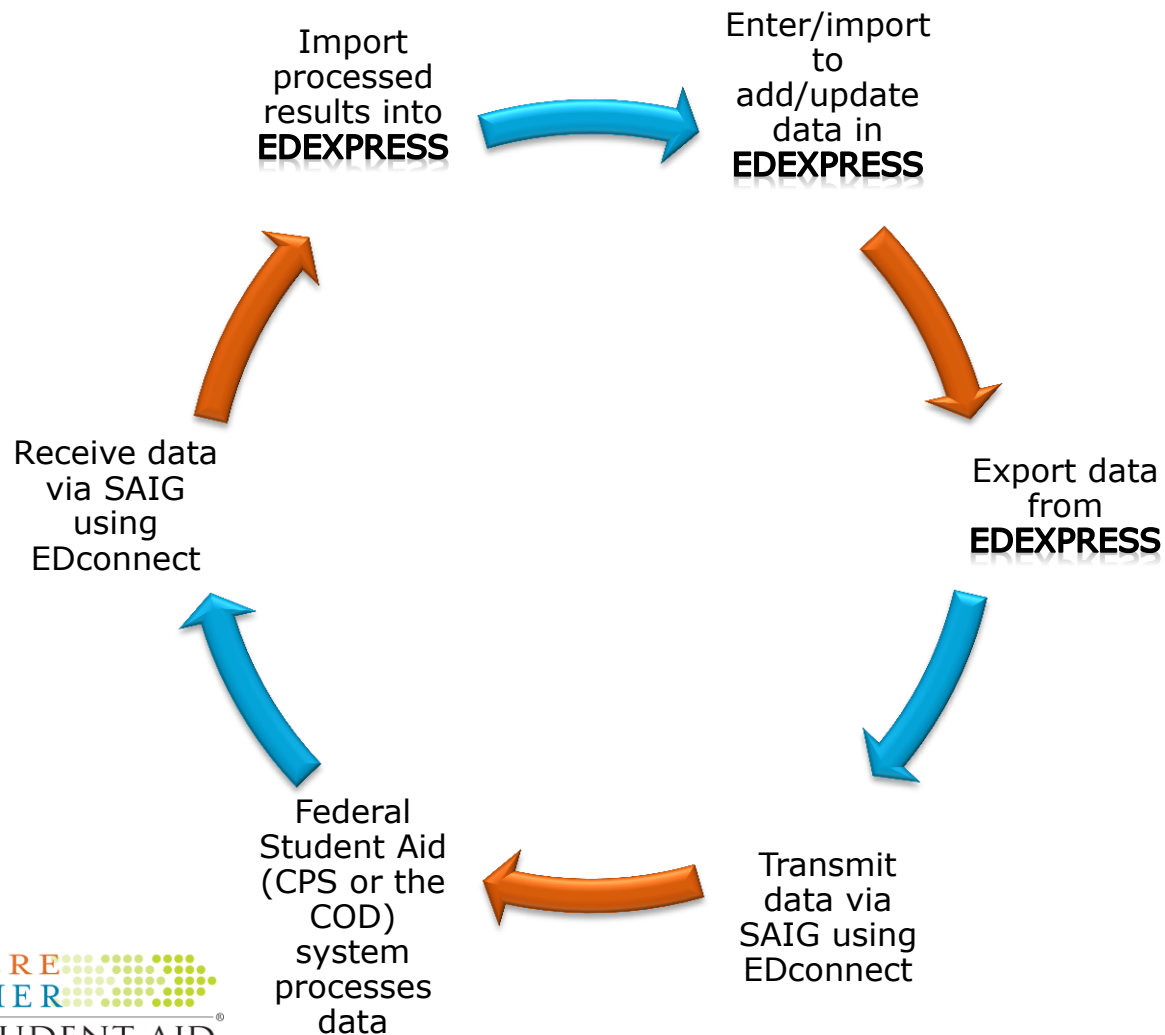 Import
processed
results into
EDEXPRESS
Enter/import
to
add/update
data in
EDEXPRESS
Export data
from
EDEXPRESS
Transmit
data via
SAIG using
EDconnect
Federal
Student Aid
(CPS or the
COD)
system
processes
data
Receive data
via SAIG
using
EDconnect